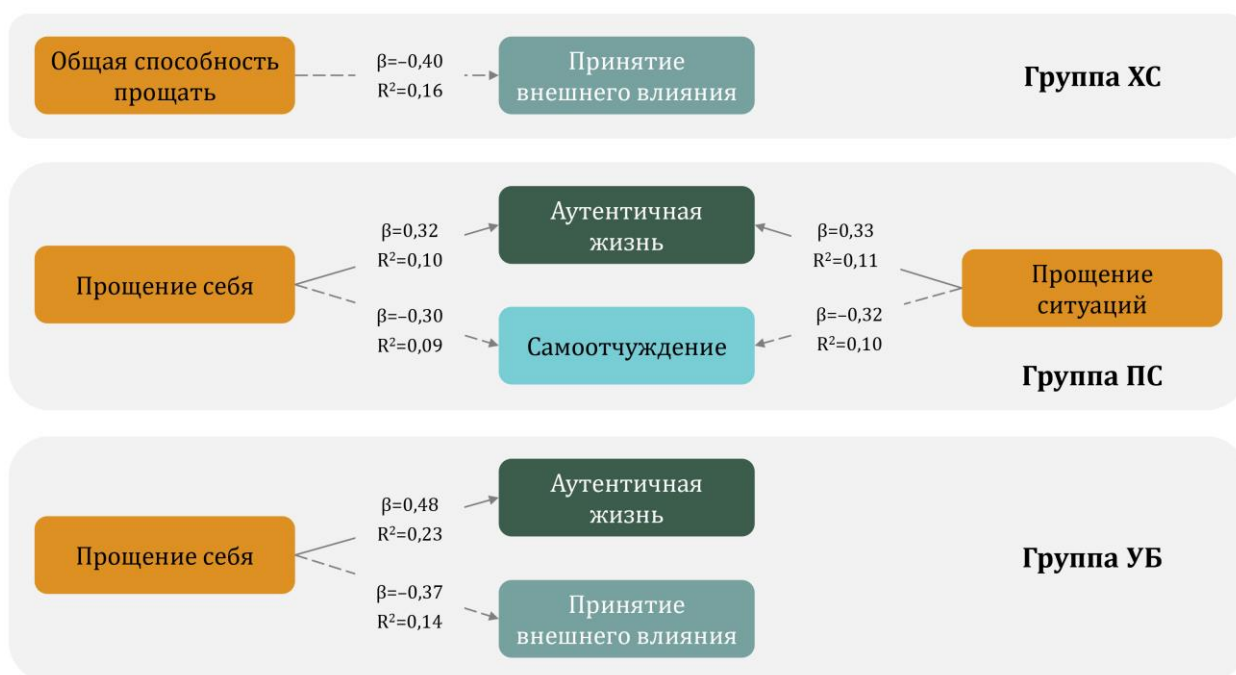 Общая способность
прощать
β=–0,40
R²=0,16
Принятие
внешнего влияния
Группа ХС
Прощение себя
β=0,32
R²=0,10
β=–0,30
R²=0,09
Аутентичная
жизнь
Самоотчуждение
β=0,33
R²=0,11
β=–0,32
R²=0,10
Прощение
ситуаций
Группа ПС
Прощение себя
β=0,48
R²=0,23
β=–0,37
R²=0,14
Аутентичная
жизнь
Принятие
внешнего влияния
Группа УБ